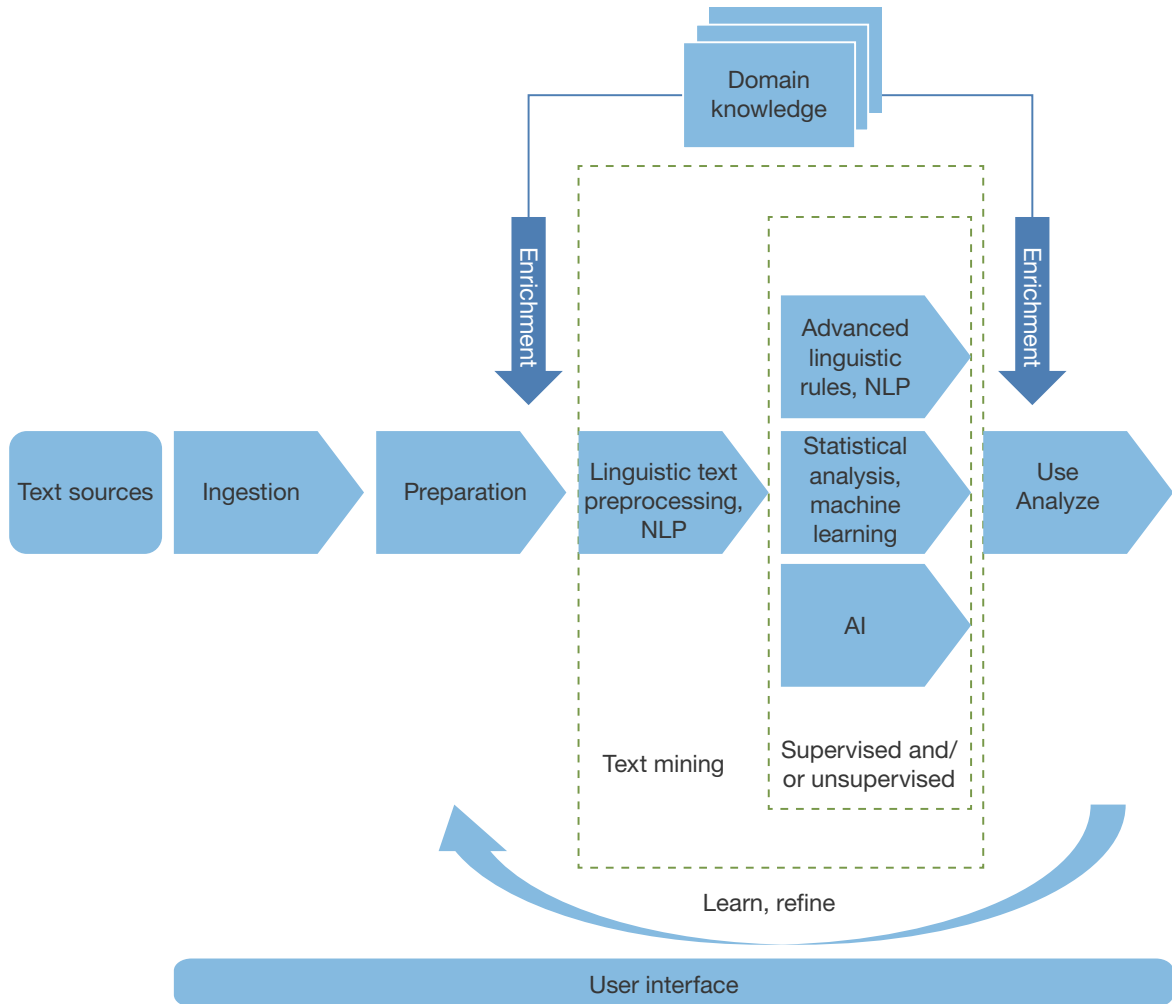 Domain
knowledge
Enrichment
Enrichment
Text sources
Ingestion
Preparation
Linguistic text
preprocessing,
NLP
Advanced
linguistic
rules, NLP
Statistical
analysis,
machine
learning
AI
Use
Analyze
Text mining
Supervised and/
or unsupervised
Learn, refine
User interface